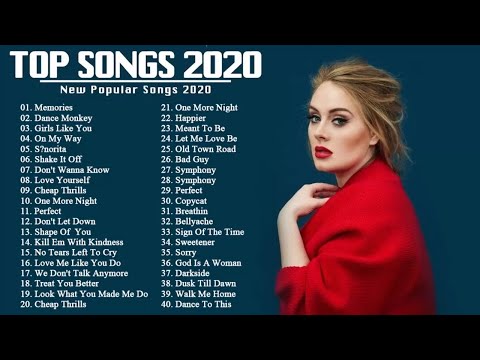 TOP SONGS 2020
New Popular Songs 2020
01. Memories
02. Dance Monkey
03. Girls Like You
04. On My Way
05. S?norita
06. Shake It Off
07. Don't Wanna Know
08. Love Yourself
09. Cheap Thrills
10. One More Night
11. Perfect
12. Don't Let Down
13. Shape Of You
14. Kill Em With Kindness
15. No Tears Left To Cry
16. Love Me Like You Do
17. We Don't Talk Anymore
18. Treat You Better
19. Look What You Made Me Do
20. Cheap Thrills
21. One More Night
22. Happier
23. Meant To Be
24. Let Me Love Be
25. Old Town Road
26. Bad Guy
27. Symphony
28. Symphony
29. Perfect
30. Copycat
31. Breathin
32. Bellyache
33. Sign Of The Time
34. Sweetener
35. Sorry
36. God Is A Woman
37. Darkside
38. Dusk Till Dawn
39. Walk Me Home
40. Dance To This